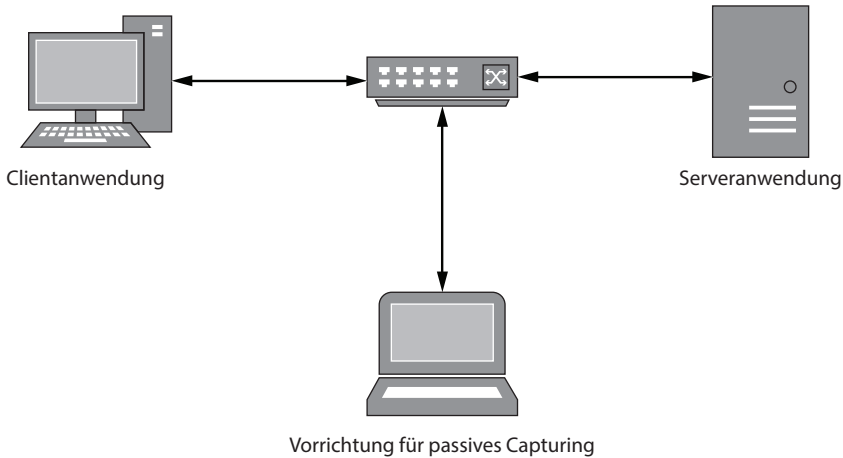 Clientanwendung
Serveranwendung
Vorrichtung für passives Capturing